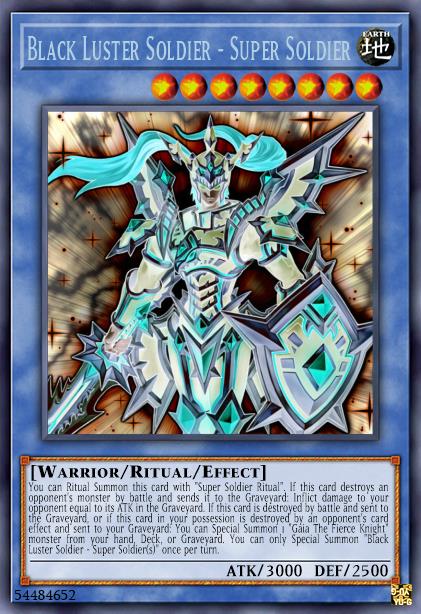 Black Luster Soldier - Super Soldier
EARTH
地
[Warrior/Ritual/Effect]
You can Ritual Summon this card with "Super Soldier Ritual". If this card destroys an
opponent's monster by battle and sends it to the Graveyard: Inflict damage to your
opponent equal to its ATK in the Graveyard. If this card is destroyed by battle and sent to
the Graveyard, or if this card in your possession is destroyed by an opponent's card
effect and sent to your Graveyard: You can Special Summon 1 "Gaia The Fierce Knight"
monster from your hand, Deck, or Graveyard. You can only Special Summon "Black
Luster Soldier - Super Soldier(s)" once per turn.
ATK/3000 DEF/2500
54484652